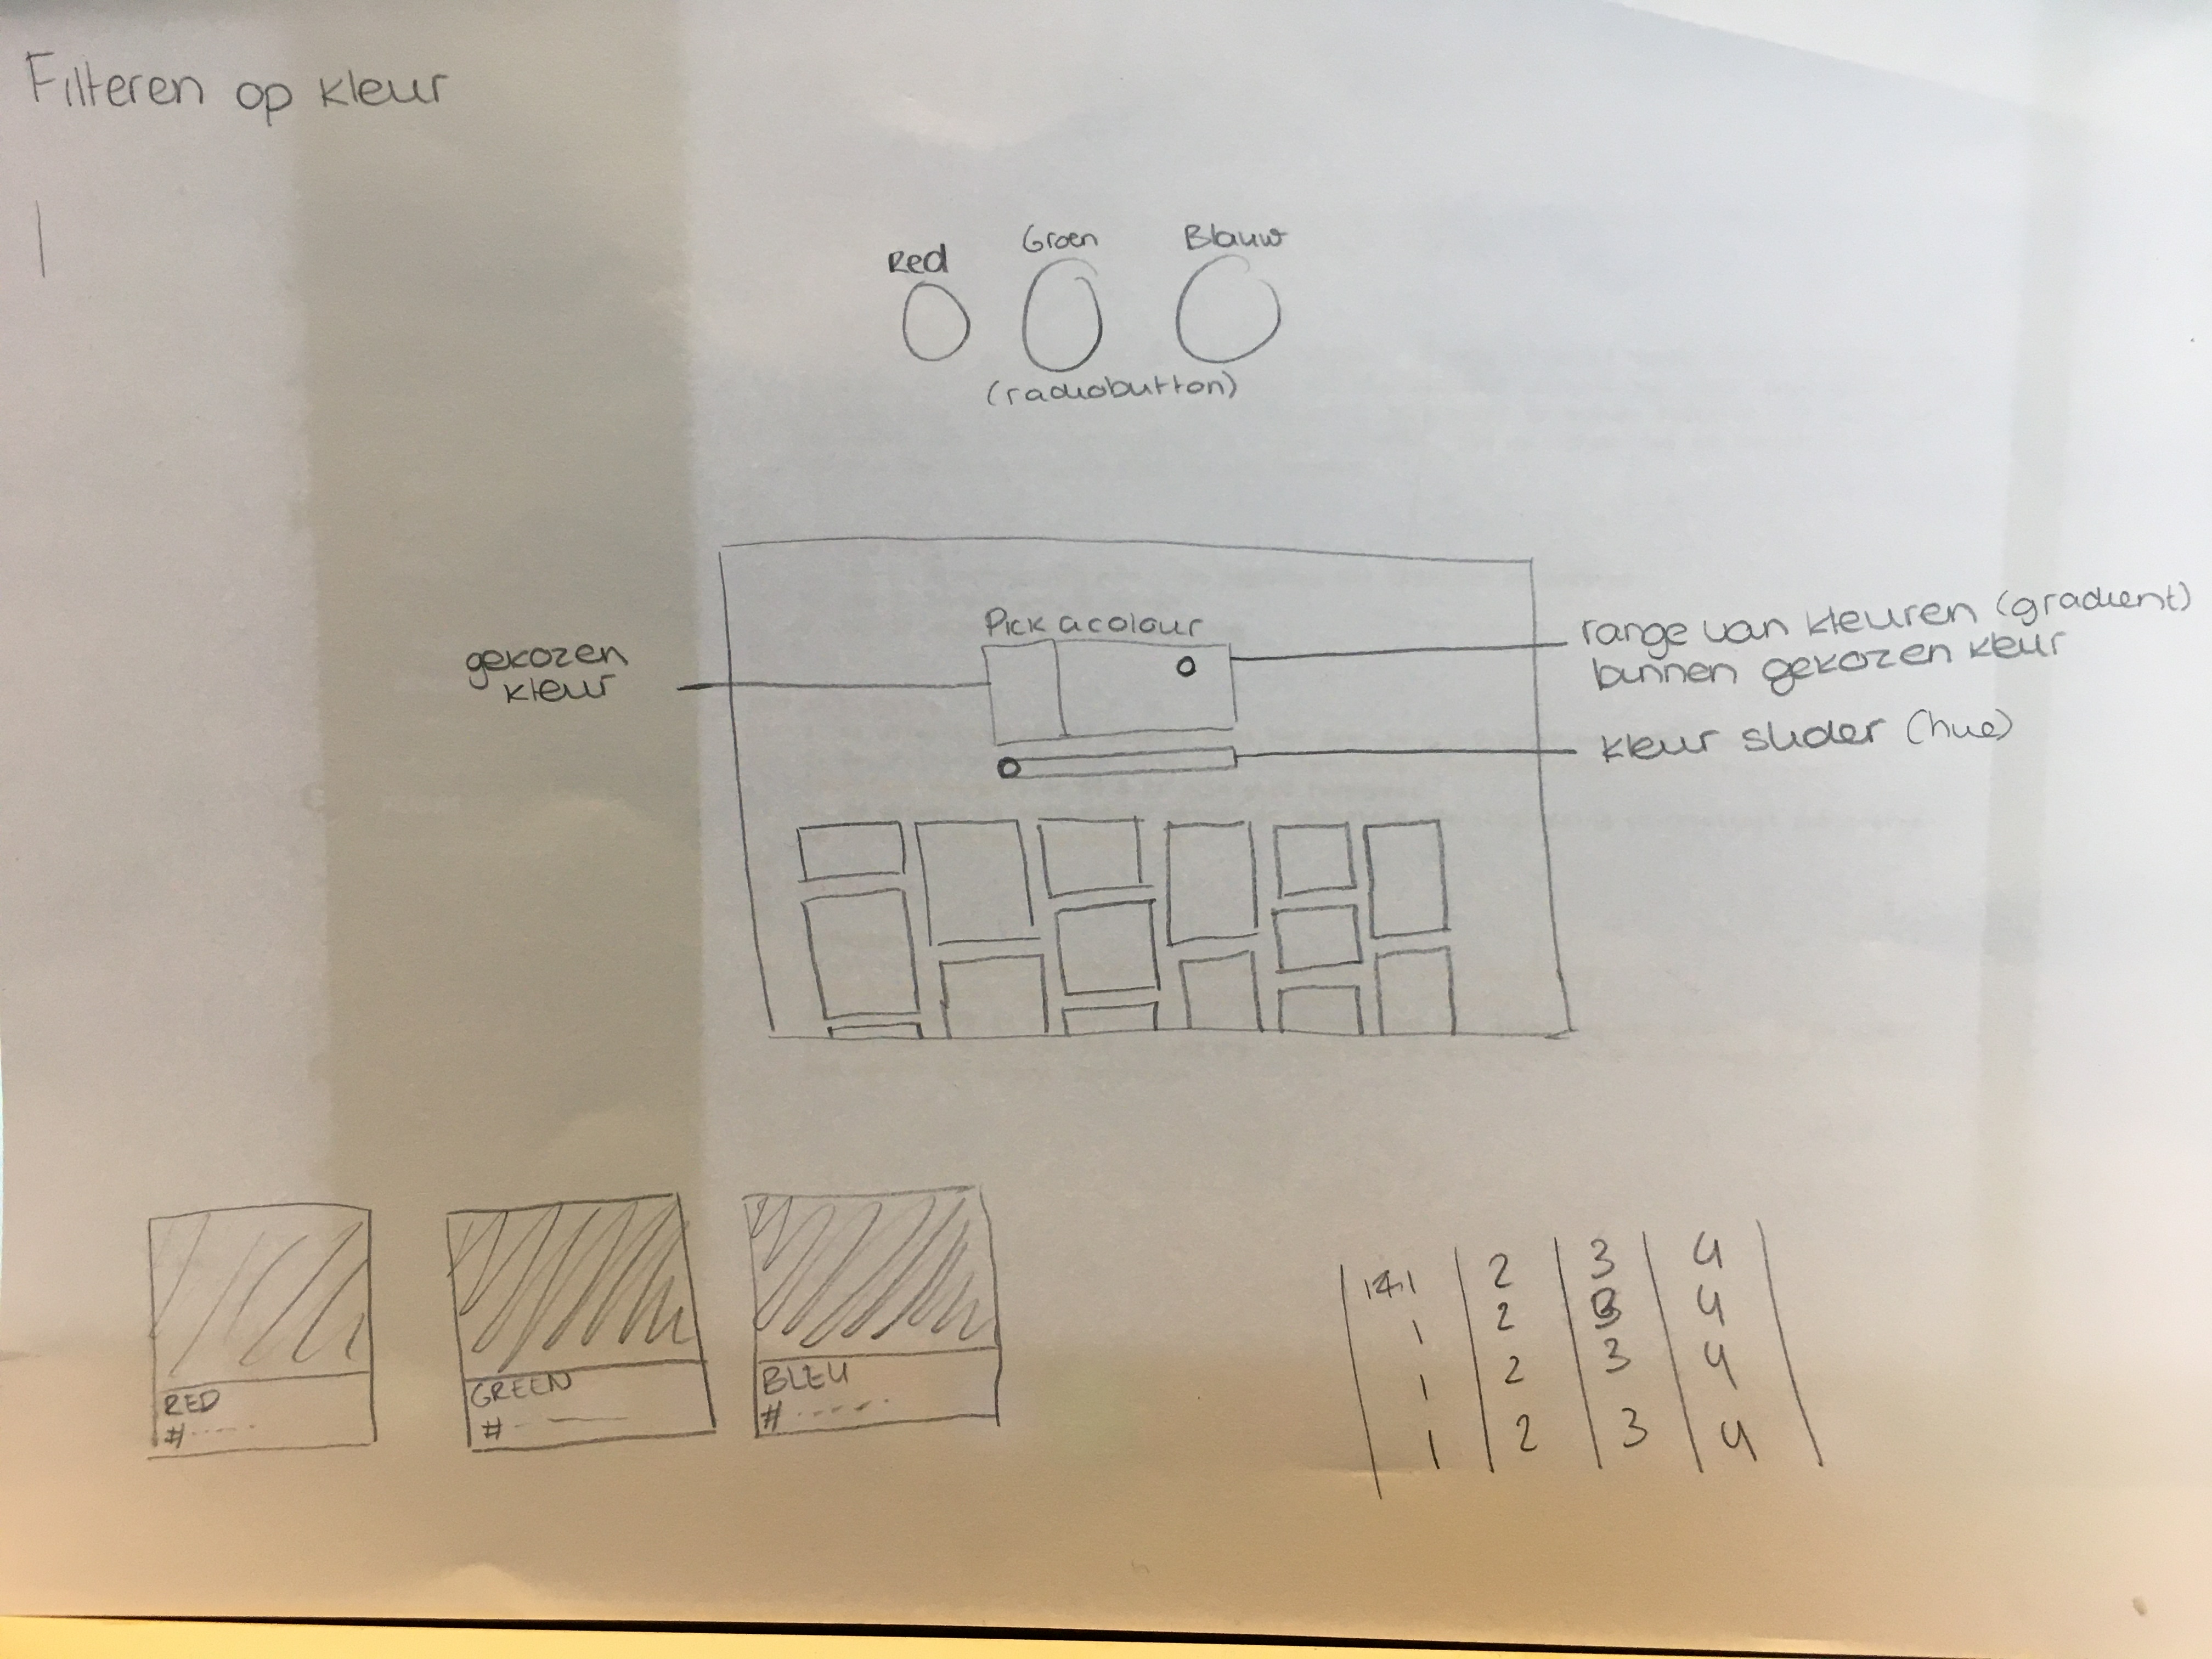 Filteren op kleur
Red Groen Blauw
(radiobutton)
Pick a colour
gekozen
kleur
range van kleuren (gradient)
binnen gekozen kleur
kleur slider (hue)
RED
#
GREEN
#
BLEU
#
1 2 3 4
1 2 3 4
1 2 3 4
1 2 3 4